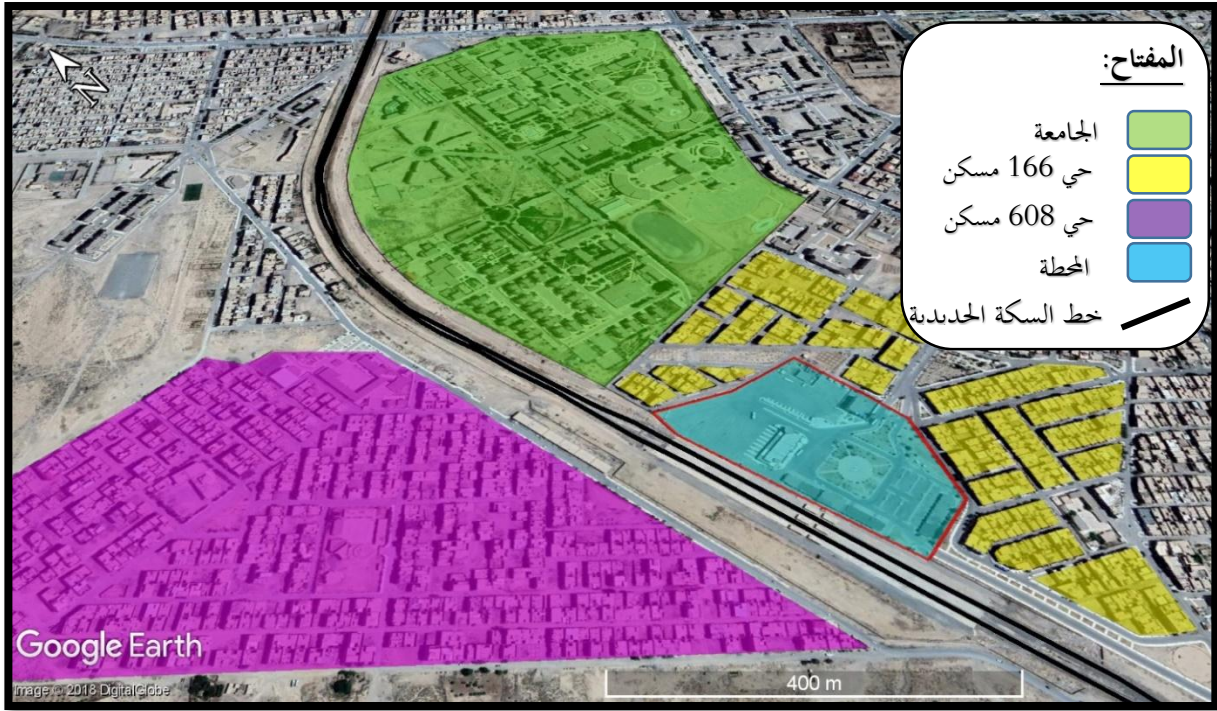 N
المفتاح:
الجامعة
حي 166 مسكن
حي 608 مسكن
المحطة
خط السكة الحديدية
Google Earth
Image © 2018 DigitalGlobe
400 m